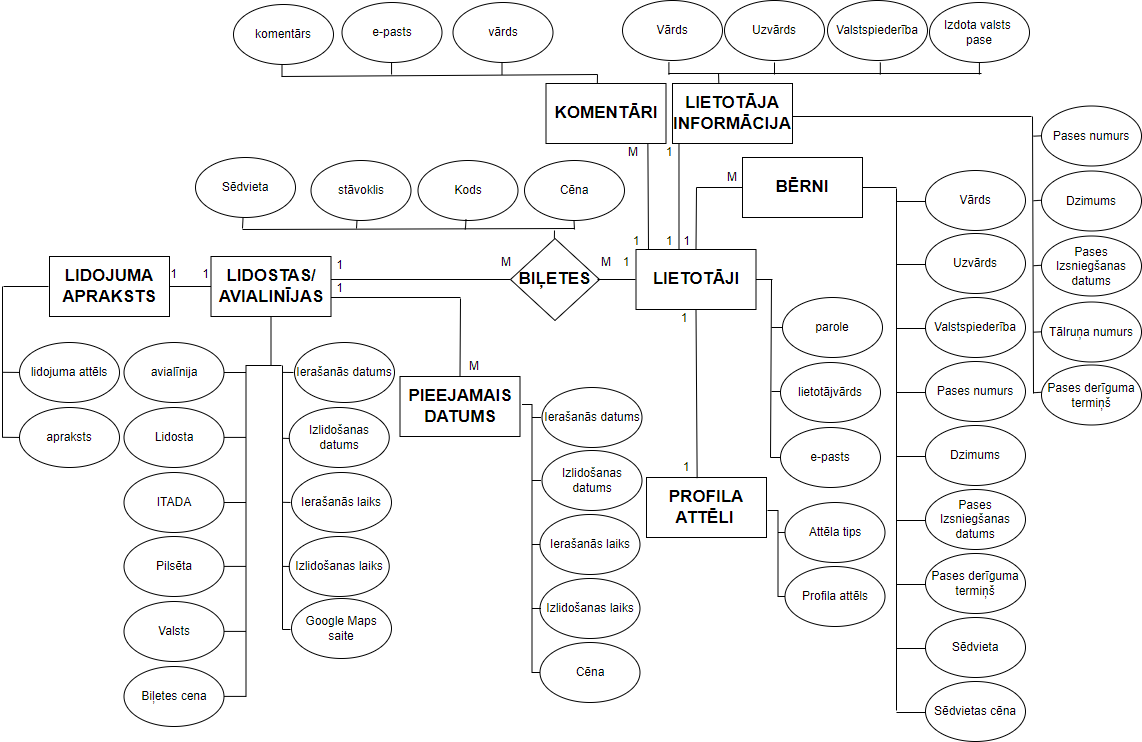 komentārs
e-pasts
vārds
Vārds
Uzvārds
Valstspiederība
Izdota valsts
pase
KOMENTĀRI
LIETOTĀJA
INFORMĀCIJA
M
1
Pases numurs
Dzimums
Pases
Izsniegšanas
datums
Tālruņa numurs
Pases derīguma
termiņš
M
BĒRNI
Sēdvieta
stāvoklis
Kods
Cēna
1
1
1
LIDOJUMA
APRAKSTS
1
1
LIDOSTAS/
AVIALINĪJAS
1
1
M
BIĻETES
M
1
LIETOTĀJI
1
lidojuma attēls
apraksts
avialīnija
Lidosta
ITADA
Pilsēta
Valsts
Biļetes cena
Ierašanās datums
Izlidošanas
datums
Ierašanās laiks
Izlidošanas laiks
Google Maps
saite
M
PIEEJAMAIS
DATUMS
Ierašanās datums
Izlidošanas
datums
Ierašanās laiks
Izlidošanas laiks
Cēna
parole
lietotājvārds
e-pasts
1
PROFILA
ATTĒLI
Attēla tips
Profila attēls
Vārds
Uzvārds
Valstspiederība
Pases numurs
Dzimums
Pases
Izsniegšanas
datums
Pases derīguma
termiņš
Sēdvieta
Sēdvietas cēna